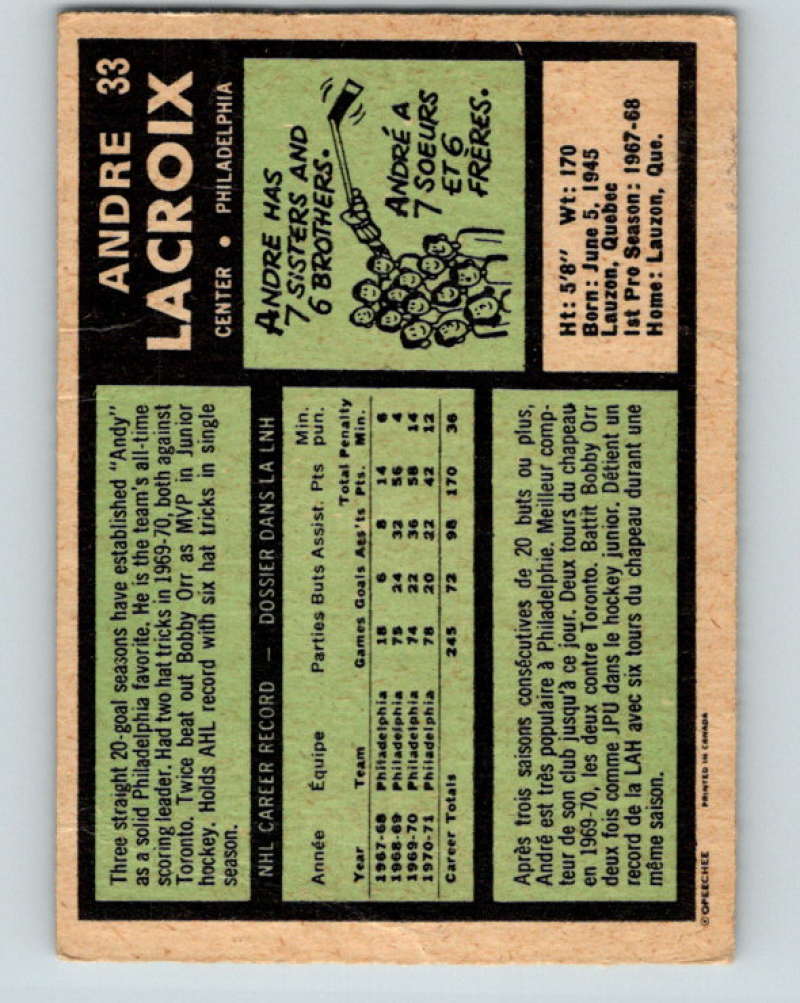 ANDRE 33
LACROIX
CENTER • PHILADELPHIA
ANDRE HAS
7 SISTERS AND
6 BROTHERS.
ANDRÉ A
7 SOEURS
ET 6
FRÈRES.
Ht: 5'8" Wt: 170
Born: June 5, 1945
Lauzon, Quebec
1st Pro Season: 1967-68
Home: Lauzon, Que.
Three straight 20-goal seasons have established "Andy"
as a solid Philadelphia favorite. He is the team's all-time
scoring leader. Had two hat tricks in 1969-70, both against
Toronto. Twice beat out Bobby Orr as MVP in Junior
hockey. Holds AHL record with six hat tricks in single
season.
NHL CAREER RECORD — DOSSIER DANS LA LNH
Année Équipe Parties Buts Assist. Pts Min. pun.
Year Team Games Goals Ass'ts Total Pts. Penalty Min.
1967-68 Philadelphia 18 6 8 14 6
1968-69 Philadelphia 75 24 32 56 4
1969-70 Philadelphia 74 22 36 58 14
1970-71 Philadelphia 78 20 22 42 12
Career Totals 245 72 98 170 36
Après trois saisons consécutives de 20 buts ou plus,
André est très populaire à Philadelphie. Meilleur comp-
teur de son club jusqu'à ce jour. Deux tours du chapeau
en 1969-70, les deux contre Toronto. Battit Bobby Orr
deux fois comme JPU dans le hockey junior. Détient un
record de la LAH avec six tours du chapeau durant une
même saison.
©OPEECHEE PRINTED IN CANADA